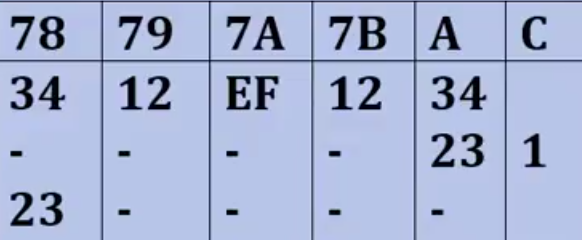 78 79 7A 7B A C
34 12 EF 12 34
- - - - 23 1
23 - - - -